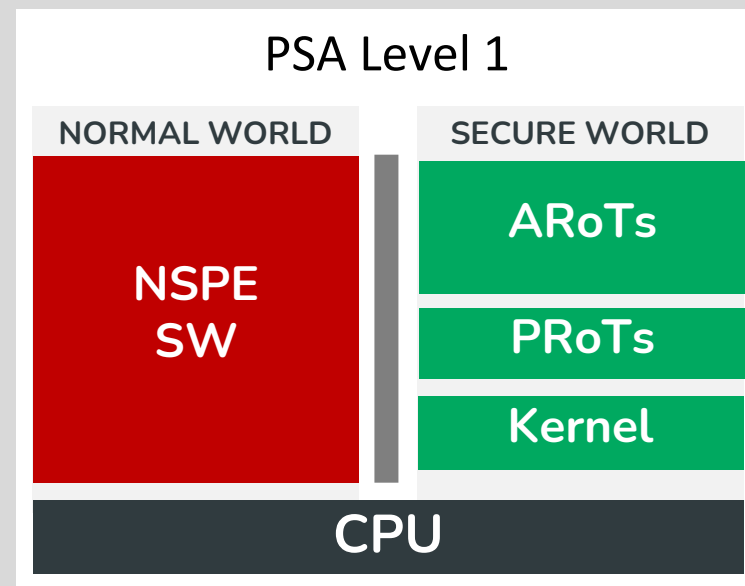 PSA Level 1
NORMAL WORLD
SECURE WORLD
NSPE
SW
ARoTs
PRoTs
Kernel
CPU